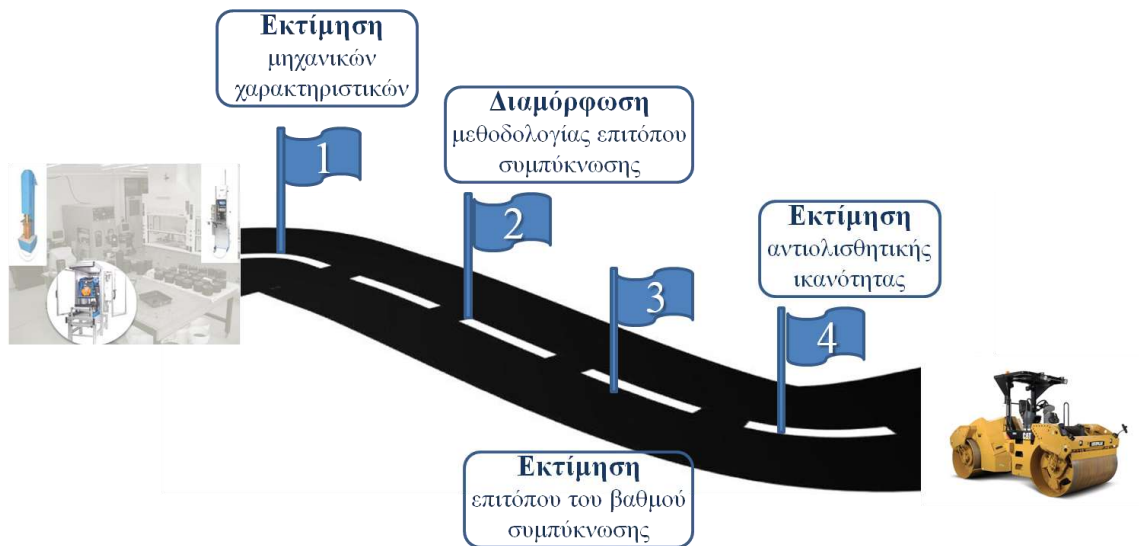 Εκτίμηση
μηχανικών
χαρακτηριστικών
1
Διαμόρφωση
μεθοδολογίας επιτόπου
συμπύκνωσης
2
3
Εκτίμηση
επιτόπου του βαθμού
συμπύκνωσης
Εκτίμηση
αντιολισθητικής
ικανότητας
4
CAT